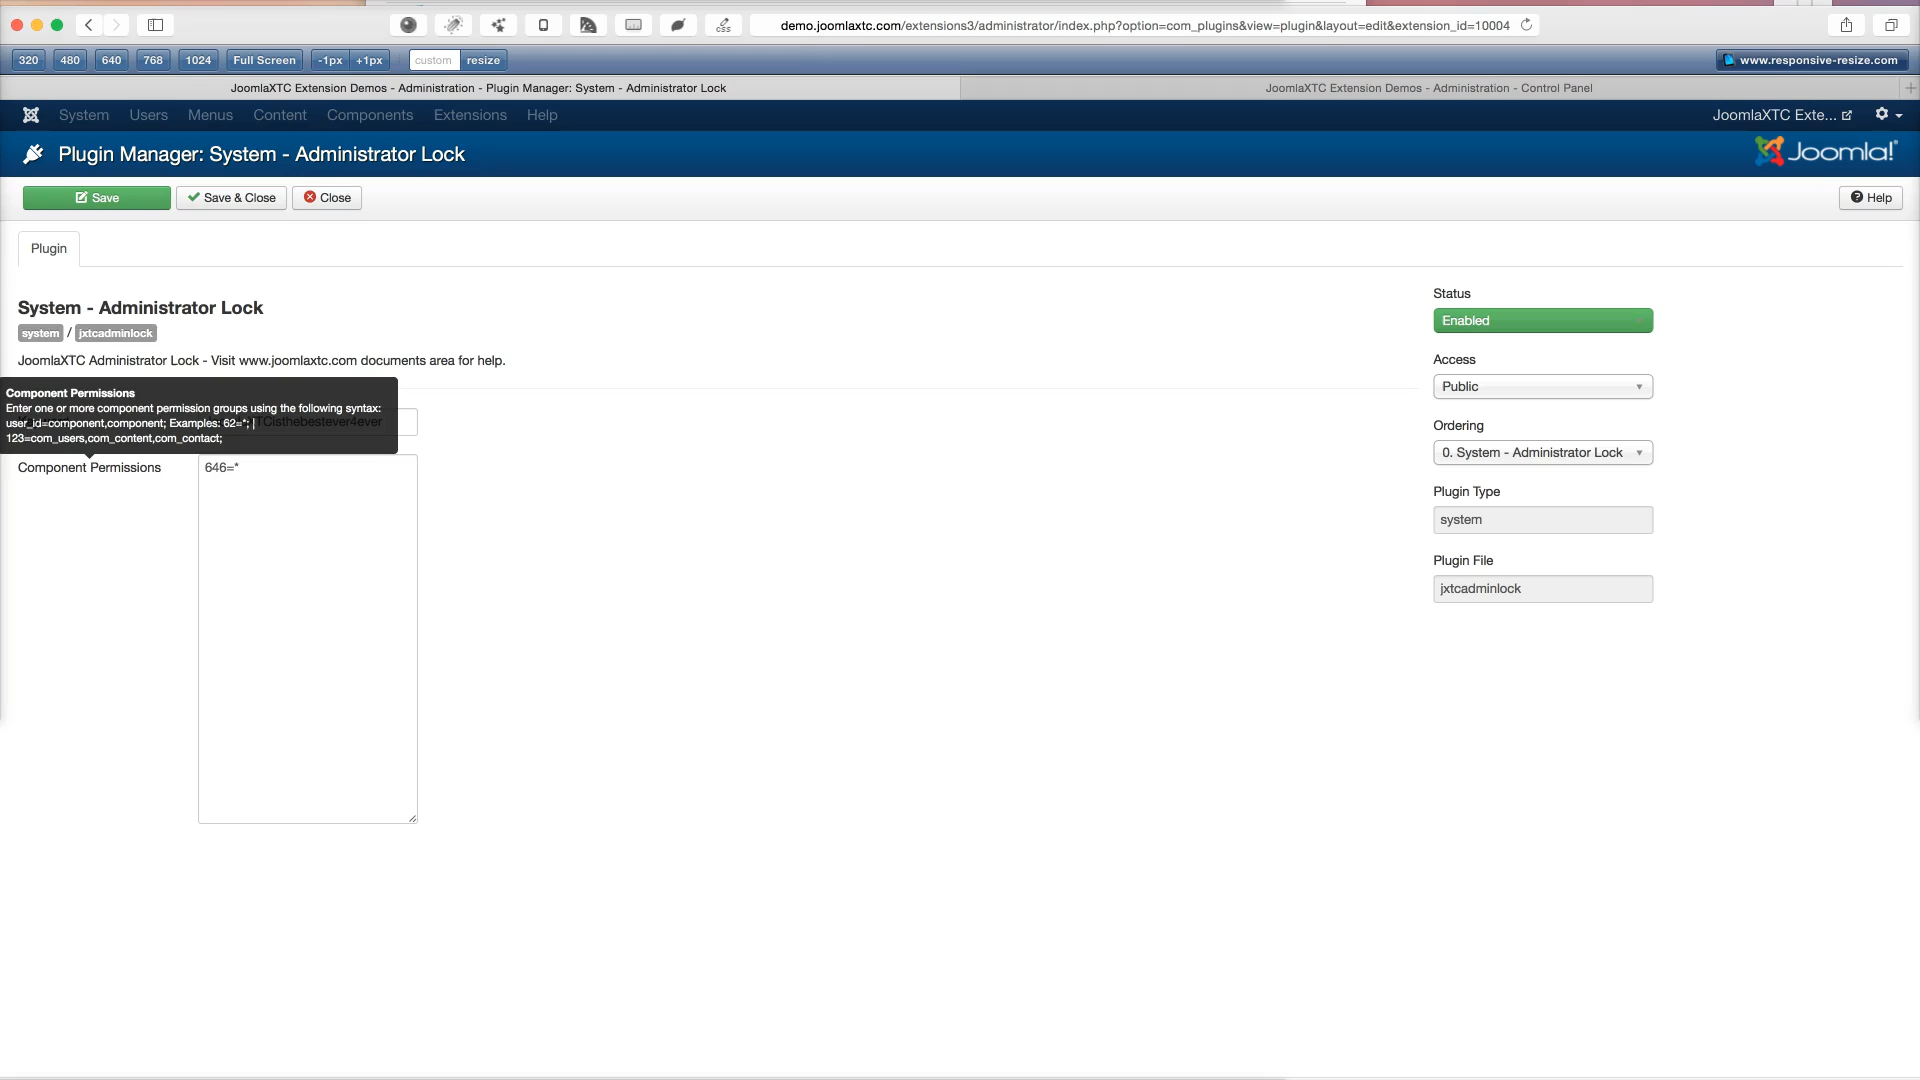 css
demo.joomlaxtc.com/extensions3/administrator/index.php?option=com_plugins&view=plugin&layout=edit&extension_id=10004
320 480 640 768 1024 Full Screen -1px +1px custom resize
www.responsive-resize.com
JoomlaXTC Extension Demos - Administration - Plugin Manager: System - Administrator Lock
JoomlaXTC Extension Demos - Administration - Control Panel
System Users Menus Content Components Extensions Help
JoomlaXTC Exte...
Plugin Manager: System - Administrator Lock
Joomla!
Save
Save & Close
Close
Help
Plugin
System - Administrator Lock
system / jxtcadminlock
JoomlaXTC Administrator Lock - Visit www.joomlaxtc.com documents area for help.
Component Permissions
Enter one or more component permission groups using the following syntax:
user_id=component,component; Examples: 62=*; |
123=com_users,com_content,com_contact;
TCisthebestever4ever
Component Permissions
646=*
Status
Enabled
Access
Public
Ordering
0. System - Administrator Lock
Plugin Type
system
Plugin File
jxtcadminlock